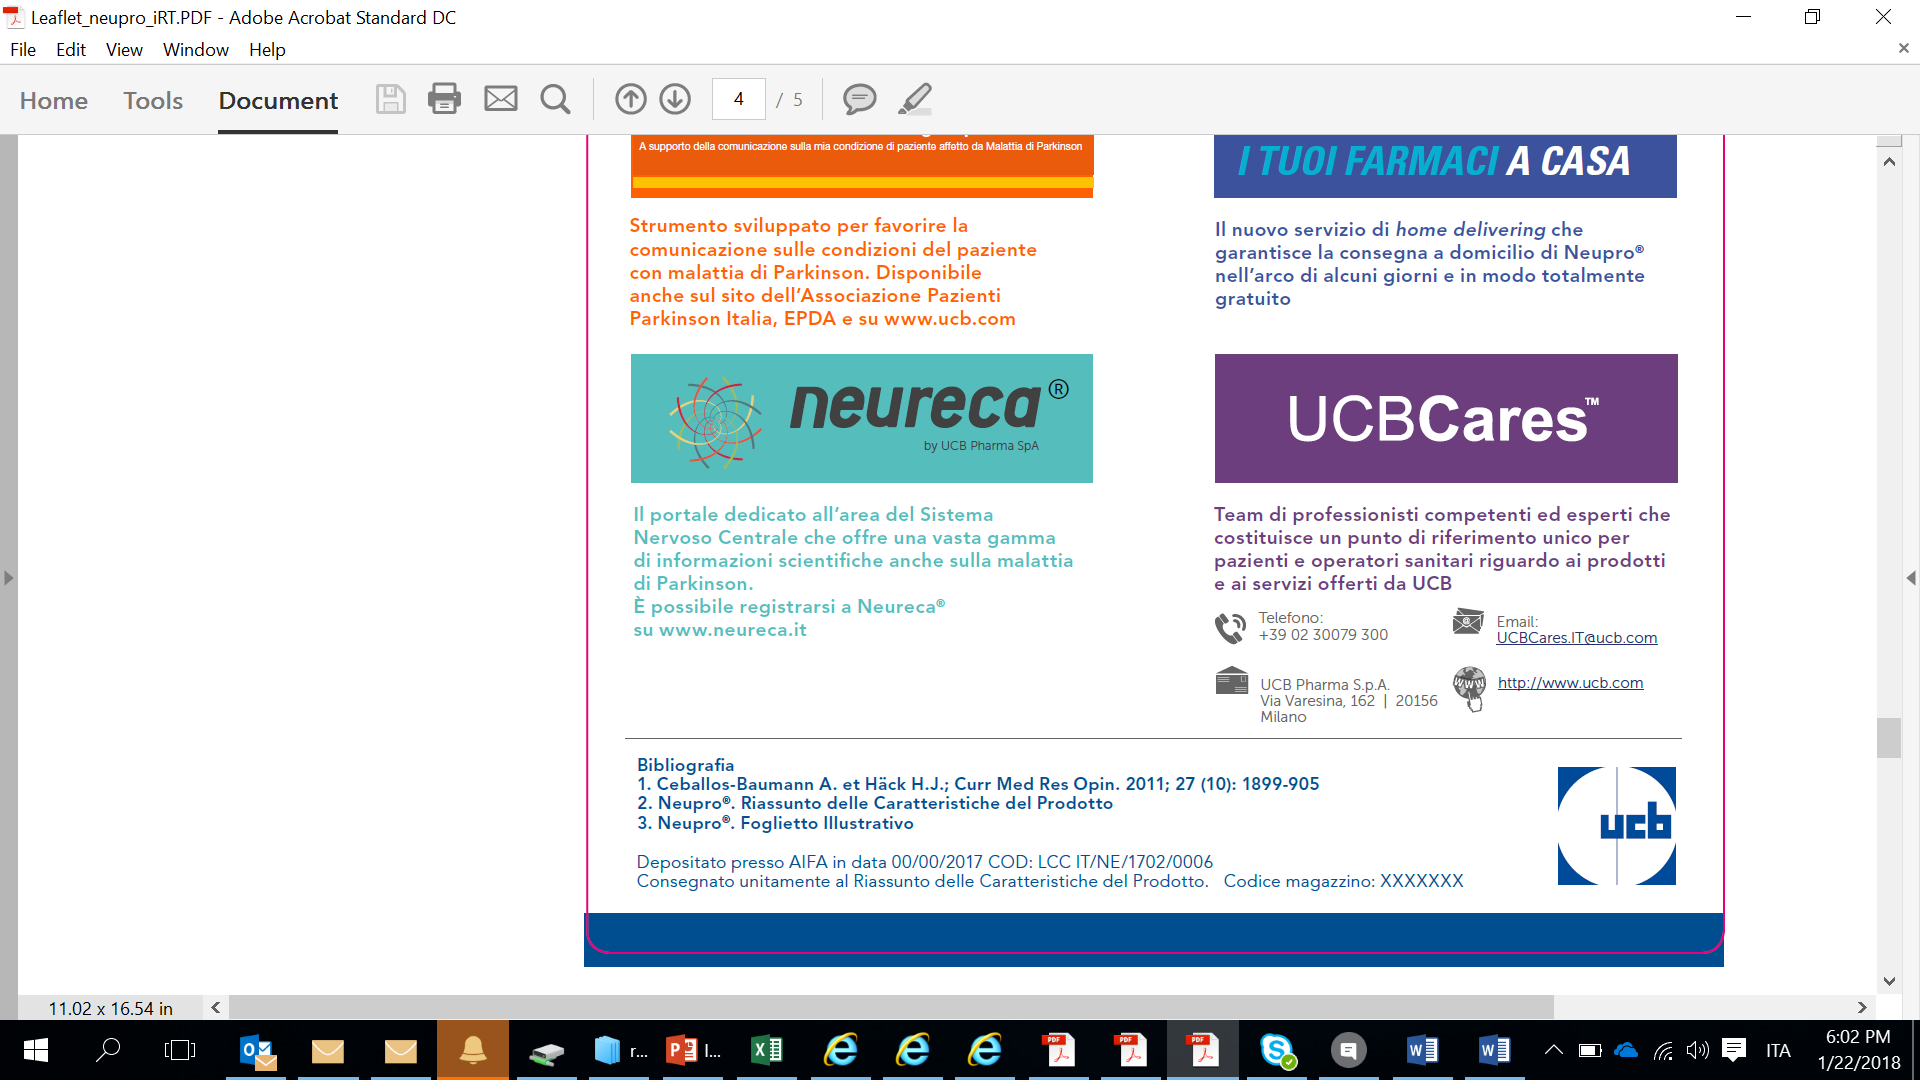 Leaflet_neupro_iRT.PDF - Adobe Acrobat Standard DC
File Edit View Window Help
Home Tools Document 4 / 5
A supporto della comunicazione sulla mia condizione di paziente affetto da Malattia di Parkinson
Strumento sviluppato per favorire la
comunicazione sulle condizioni del paziente
con malattia di Parkinson. Disponibile
anche sul sito dell'Associazione Pazienti
Parkinson Italia, EPDA e su www.ucb.com
I TUOI FARMACI A CASA
Il nuovo servizio di home delivering che
garantisce la consegna a domicilio di Neupro®
nell'arco di alcuni giorni e in modo totalmente
gratuito
neureca®
by UCB Pharma SpA
Il portale dedicato all'area del Sistema
Nervoso Centrale che offre una vasta gamma
di informazioni scientifiche anche sulla malattia
di Parkinson.
È possibile registrarsi a Neureca®
su www.neureca.it
UCBCares™
Team di professionisti competenti ed esperti che
costituisce un punto di riferimento unico per
pazienti e operatori sanitari riguardo ai prodotti
e ai servizi offerti da UCB
Telefono:
+39 02 30079 300
Email:
UCBCares.IT@ucb.com
UCB Pharma S.p.A.
Via Varesina, 162 | 20156
Milano
www
http://www.ucb.com
Bibliografia
1. Ceballos-Baumann A. et Häck H.J.; Curr Med Res Opin. 2011; 27 (10): 1899-905
2. Neupro®. Riassunto delle Caratteristiche del Prodotto
3. Neupro®. Foglietto Illustrativo
Depositato presso AIFA in data 00/00/2017 COD: LCC IT/NE/1702/0006
Consegnato unitamente al Riassunto delle Caratteristiche del Prodotto. Codice magazzino: XXXXXXX
ucb
11.02 x 16.54 in
r... l... ITA
6:02 PM
1/22/2018